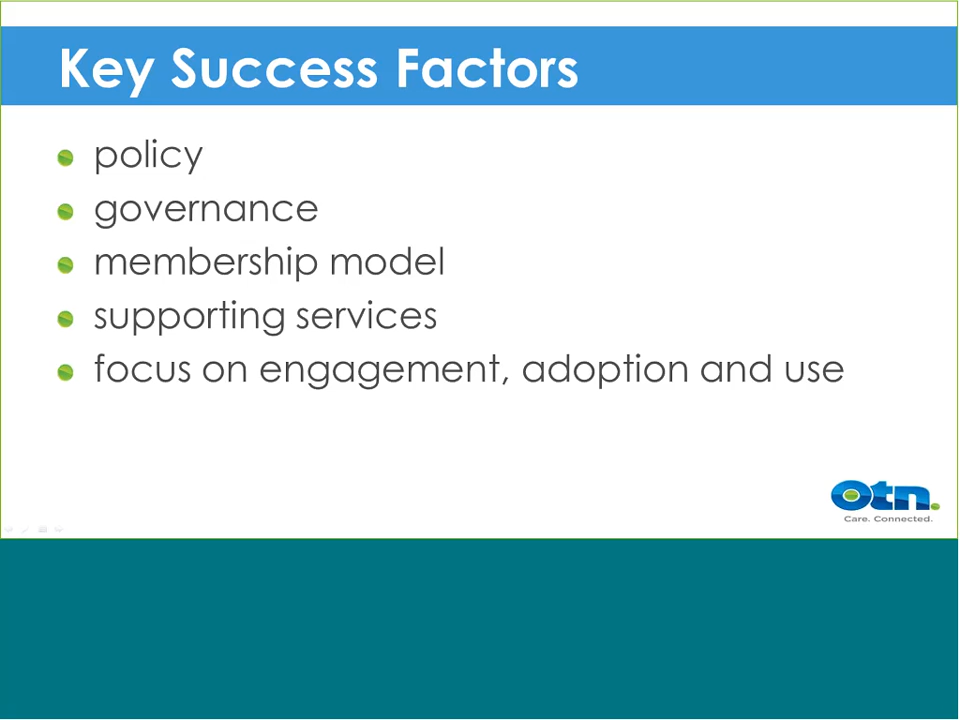 Key Success Factors
policy
governance
membership model
supporting services
focus on engagement, adoption and use
Otn.
Care. Connected.